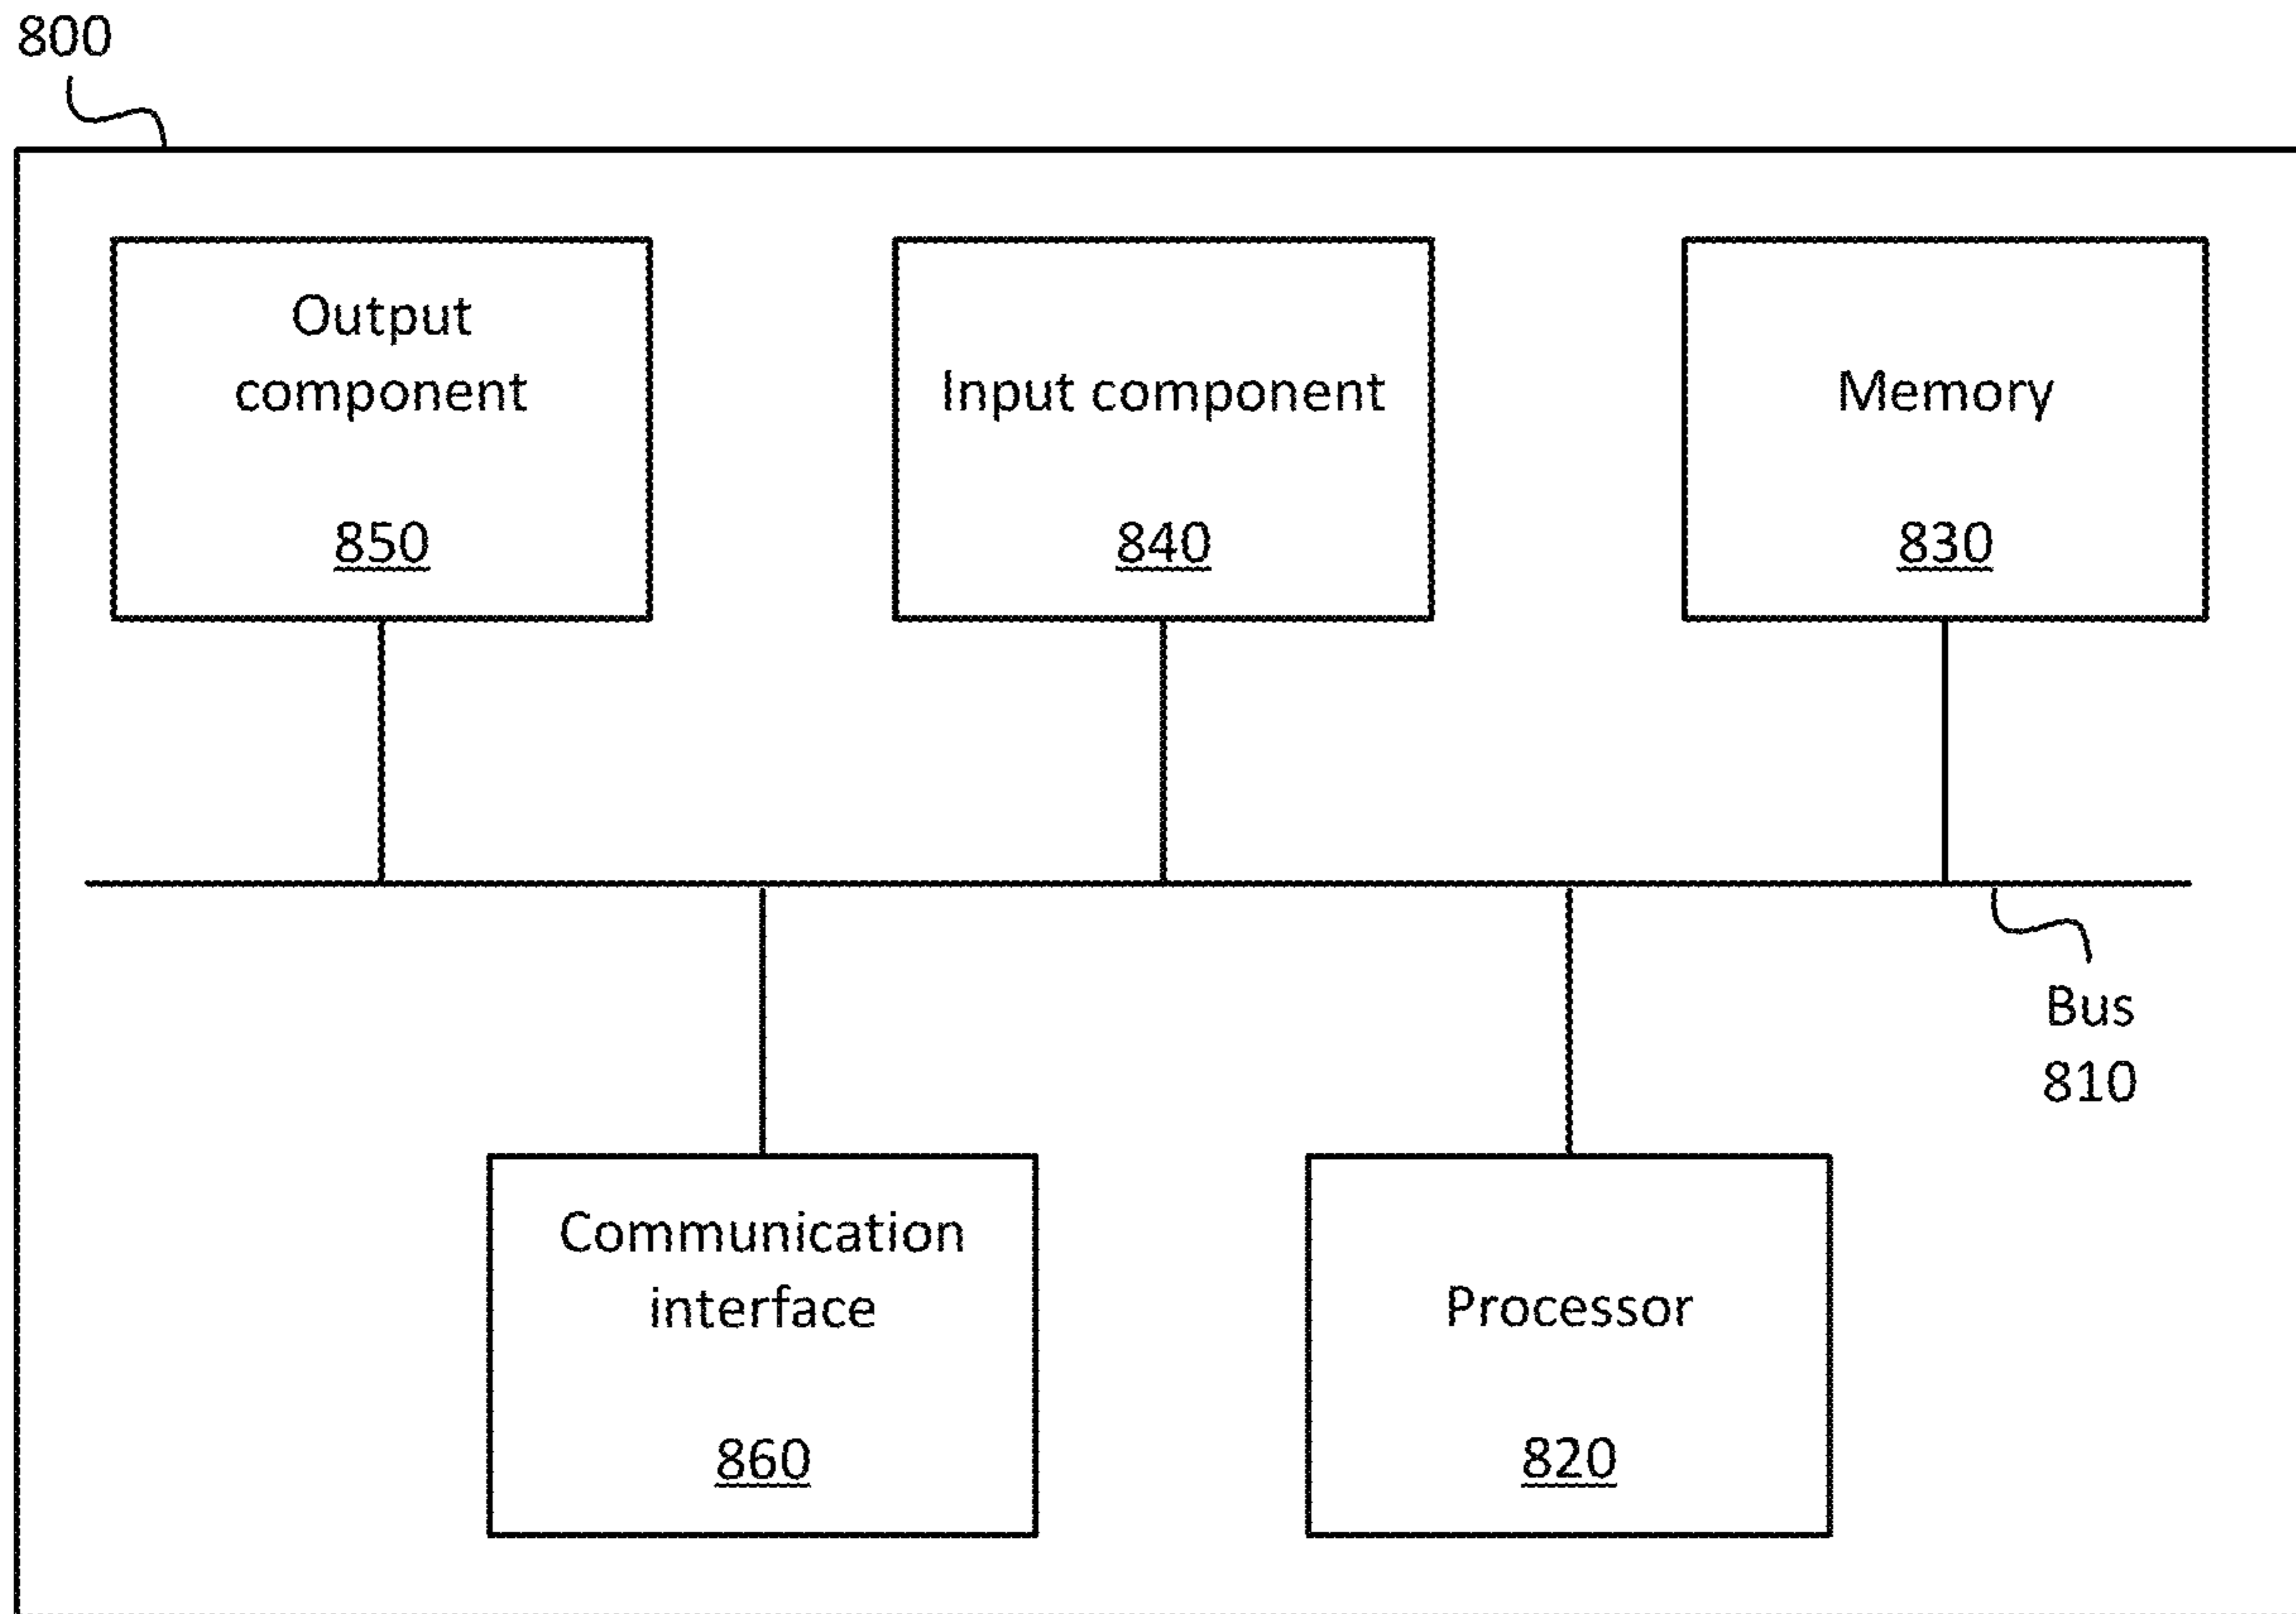 800
Output
component
850
Input component
840
Memory
830
Bus
810
Communication
interface
860
Processor
820